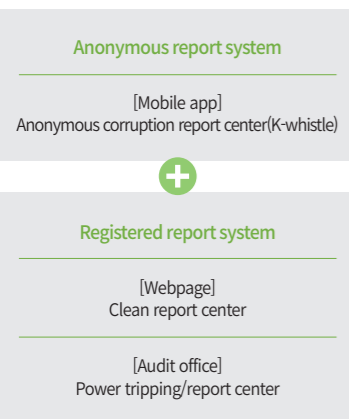 Anonymous report system
[Mobile app]
Anonymous corruption report center(K-whistle)
Registered report system
[Webpage]
Clean report center
[Audit office]
Power tripping/report center